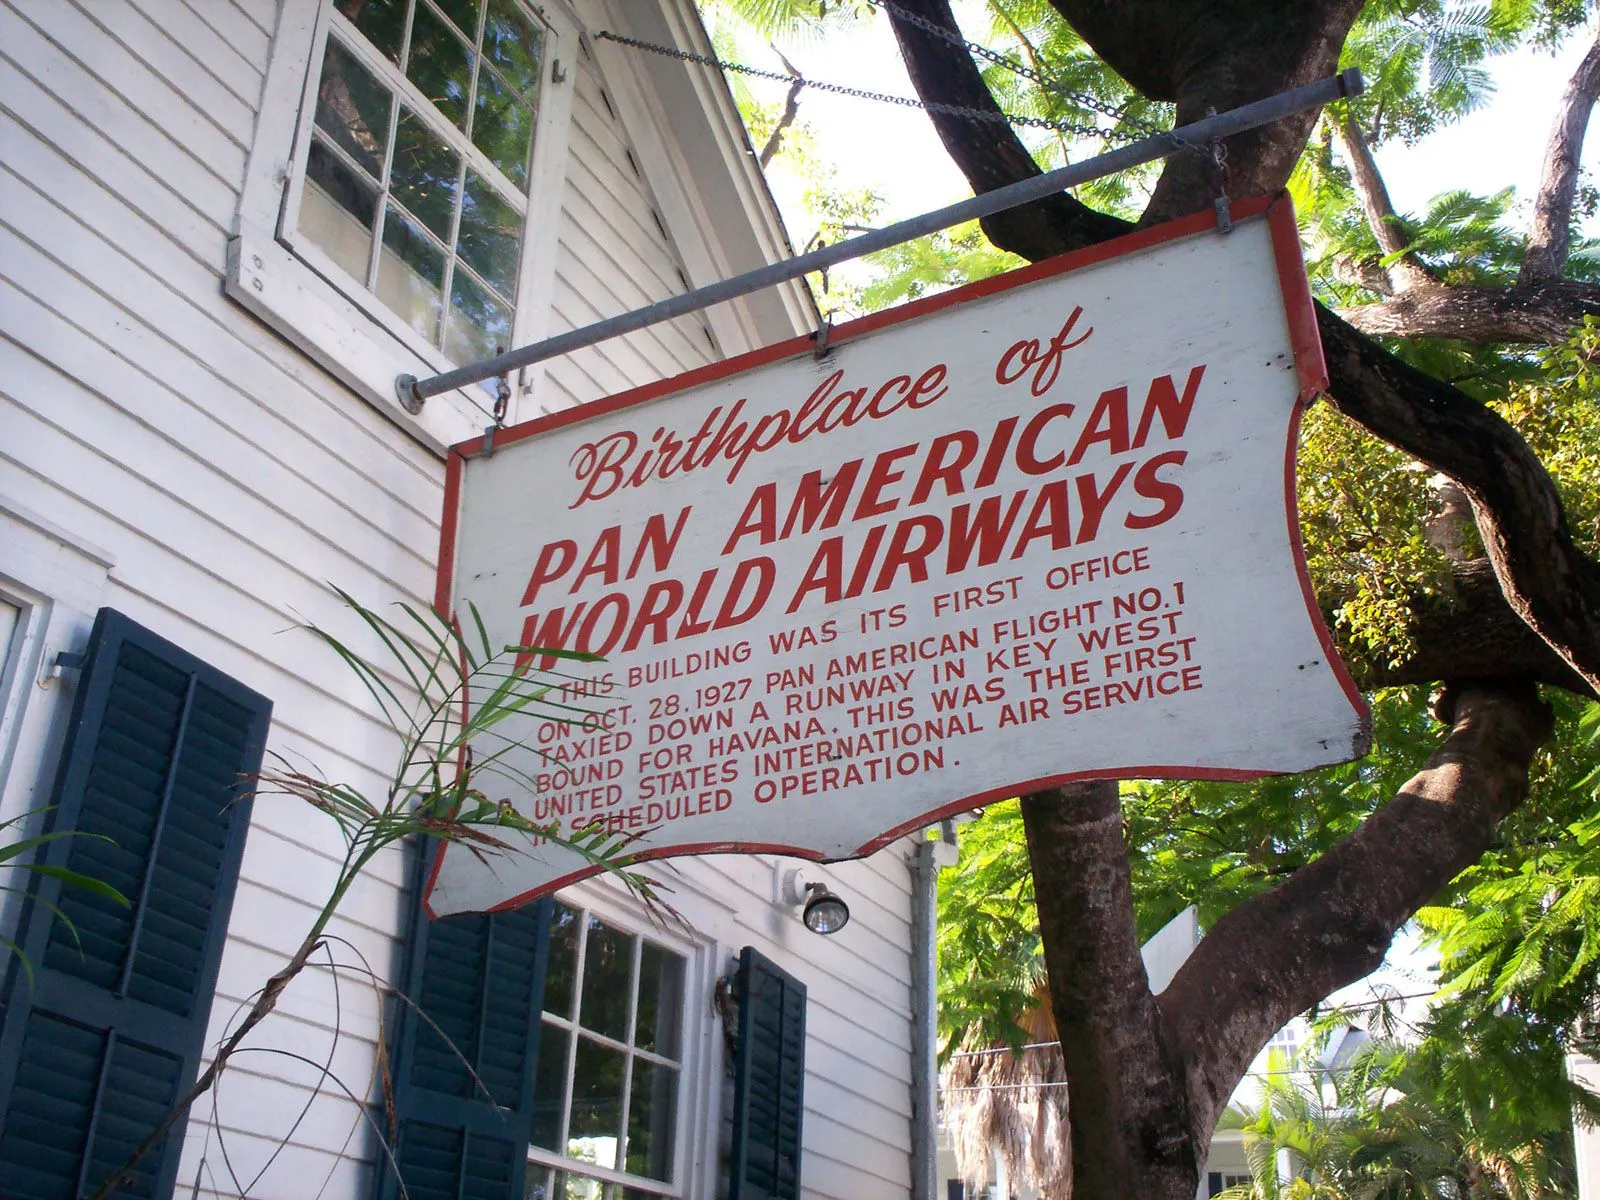 Birthplace of
PAN AMERICAN
WORLD AIRWAYS
THIS BUILDING WAS ITS FIRST OFFICE
ON OCT. 28, 1927 PAN AMERICAN FLIGHT NO. 1
TAXIED DOWN A RUNWAY IN KEY WEST
BOUND FOR HAVANA. THIS WAS THE FIRST
UNITED STATES INTERNATIONAL AIR SERVICE
IN SCHEDULED OPERATION.